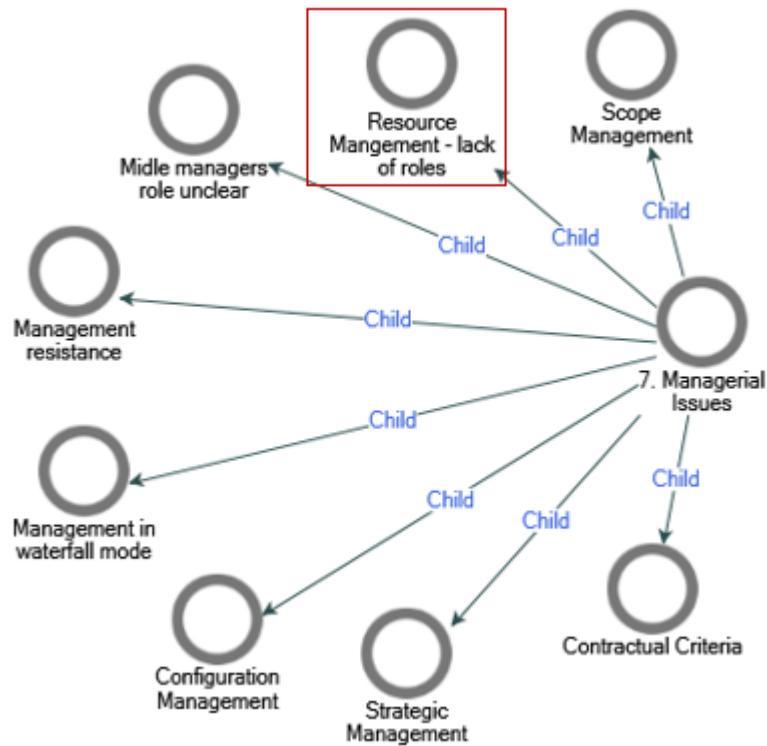 Resource
Mangement - lack
of roles
Scope
Management
Midle managers
role unclear
Child
Child
Child
Management
resistance
Child
7. Managerial
Issues
Child
Management in
waterfall mode
Child
Child
Child
Configuration
Management
Strategic
Management
Contractual Criteria